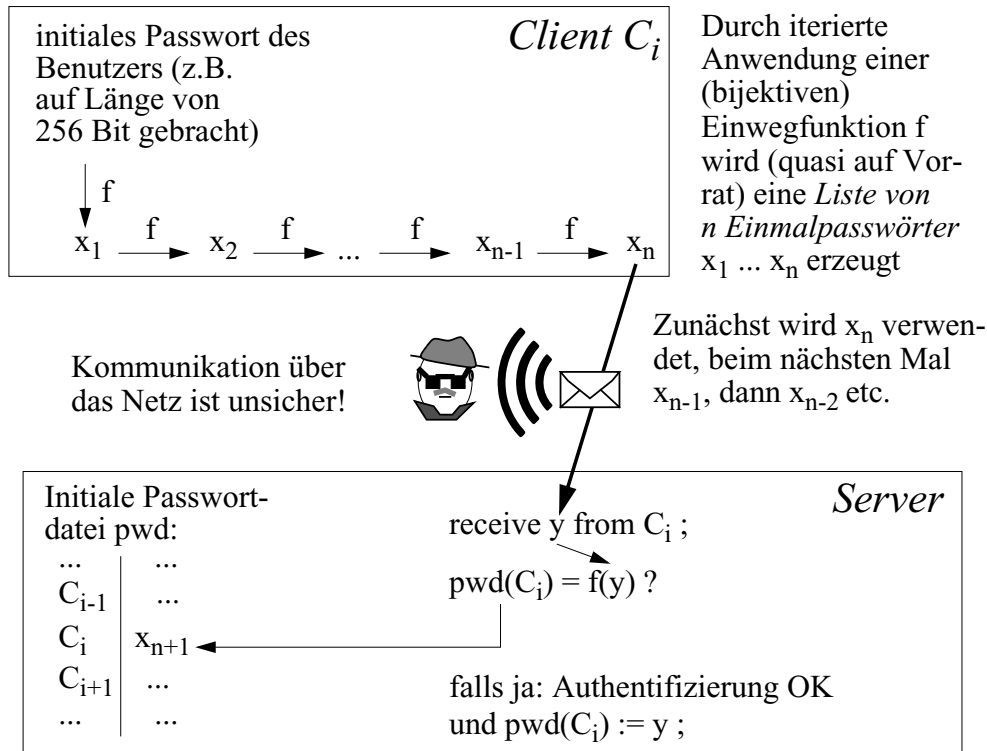 initiales Passwort des
Benutzers (z.B.
auf Länge von
256 Bit gebracht)
Client C_i
f
x_1 f x_2 f ... f x_{n-1} f x_n
Durch iterierte
Anwendung einer
(bijektiven)
Einwegfunktion f
wird (quasi auf Vor-
rat) eine Liste von
n Einmalpasswörter
x_1 ... x_n erzeugt
Kommunikation über
das Netz ist unsicher!
Zunächst wird x_n verwen-
det, beim nächsten Mal
x_{n-1}, dann x_{n-2} etc.
Server
Initiale Passwort-
datei pwd:
... ...
C_{i-1} ...
C_i x_{n+1}
C_{i+1} ...
... ...
receive y from C_i ;
pwd(C_i) = f(y) ?
falls ja: Authentifizierung OK
und pwd(C_i) := y ;